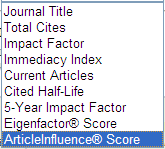 Journal Title
Total Cites
Impact Factor
Immediacy Index
Current Articles
Cited Half-Life
5-Year Impact Factor
Eigenfactor® Score
ArticleInfluence® Score